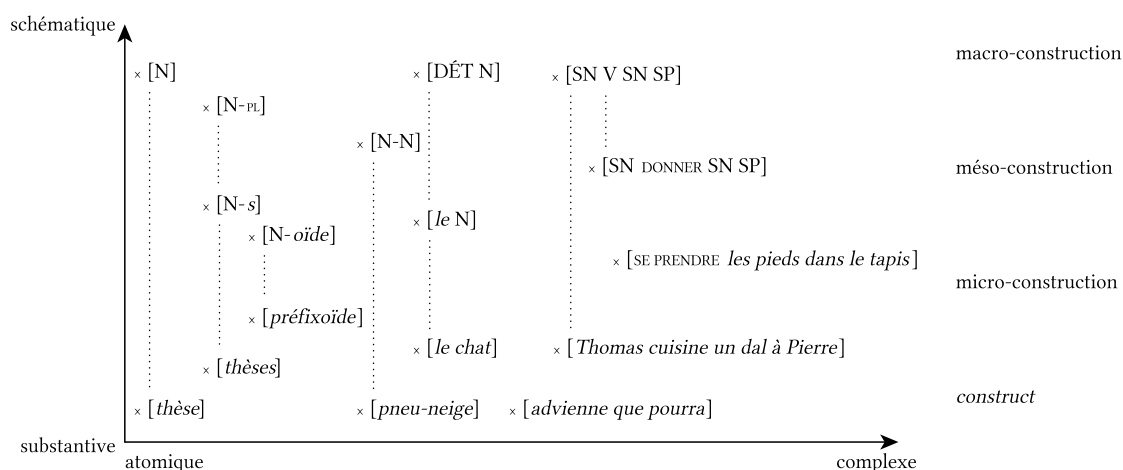 schématique
macro-construction
[N]
[DÉT N]
[SN V SN SP]
[N-PL]
[N-N]
[SN DONNER SN SP]
méso-construction
[N-s]
[le N]
[N-oïde]
[SE PRENDRE les pieds dans le tapis]
micro-construction
[préfixoïde]
[le chat]
[Thomas cuisine un dal à Pierre]
[thèses]
construct
[thèse]
[pneu-neige]
[advienne que pourra]
substantive
atomique
complexe